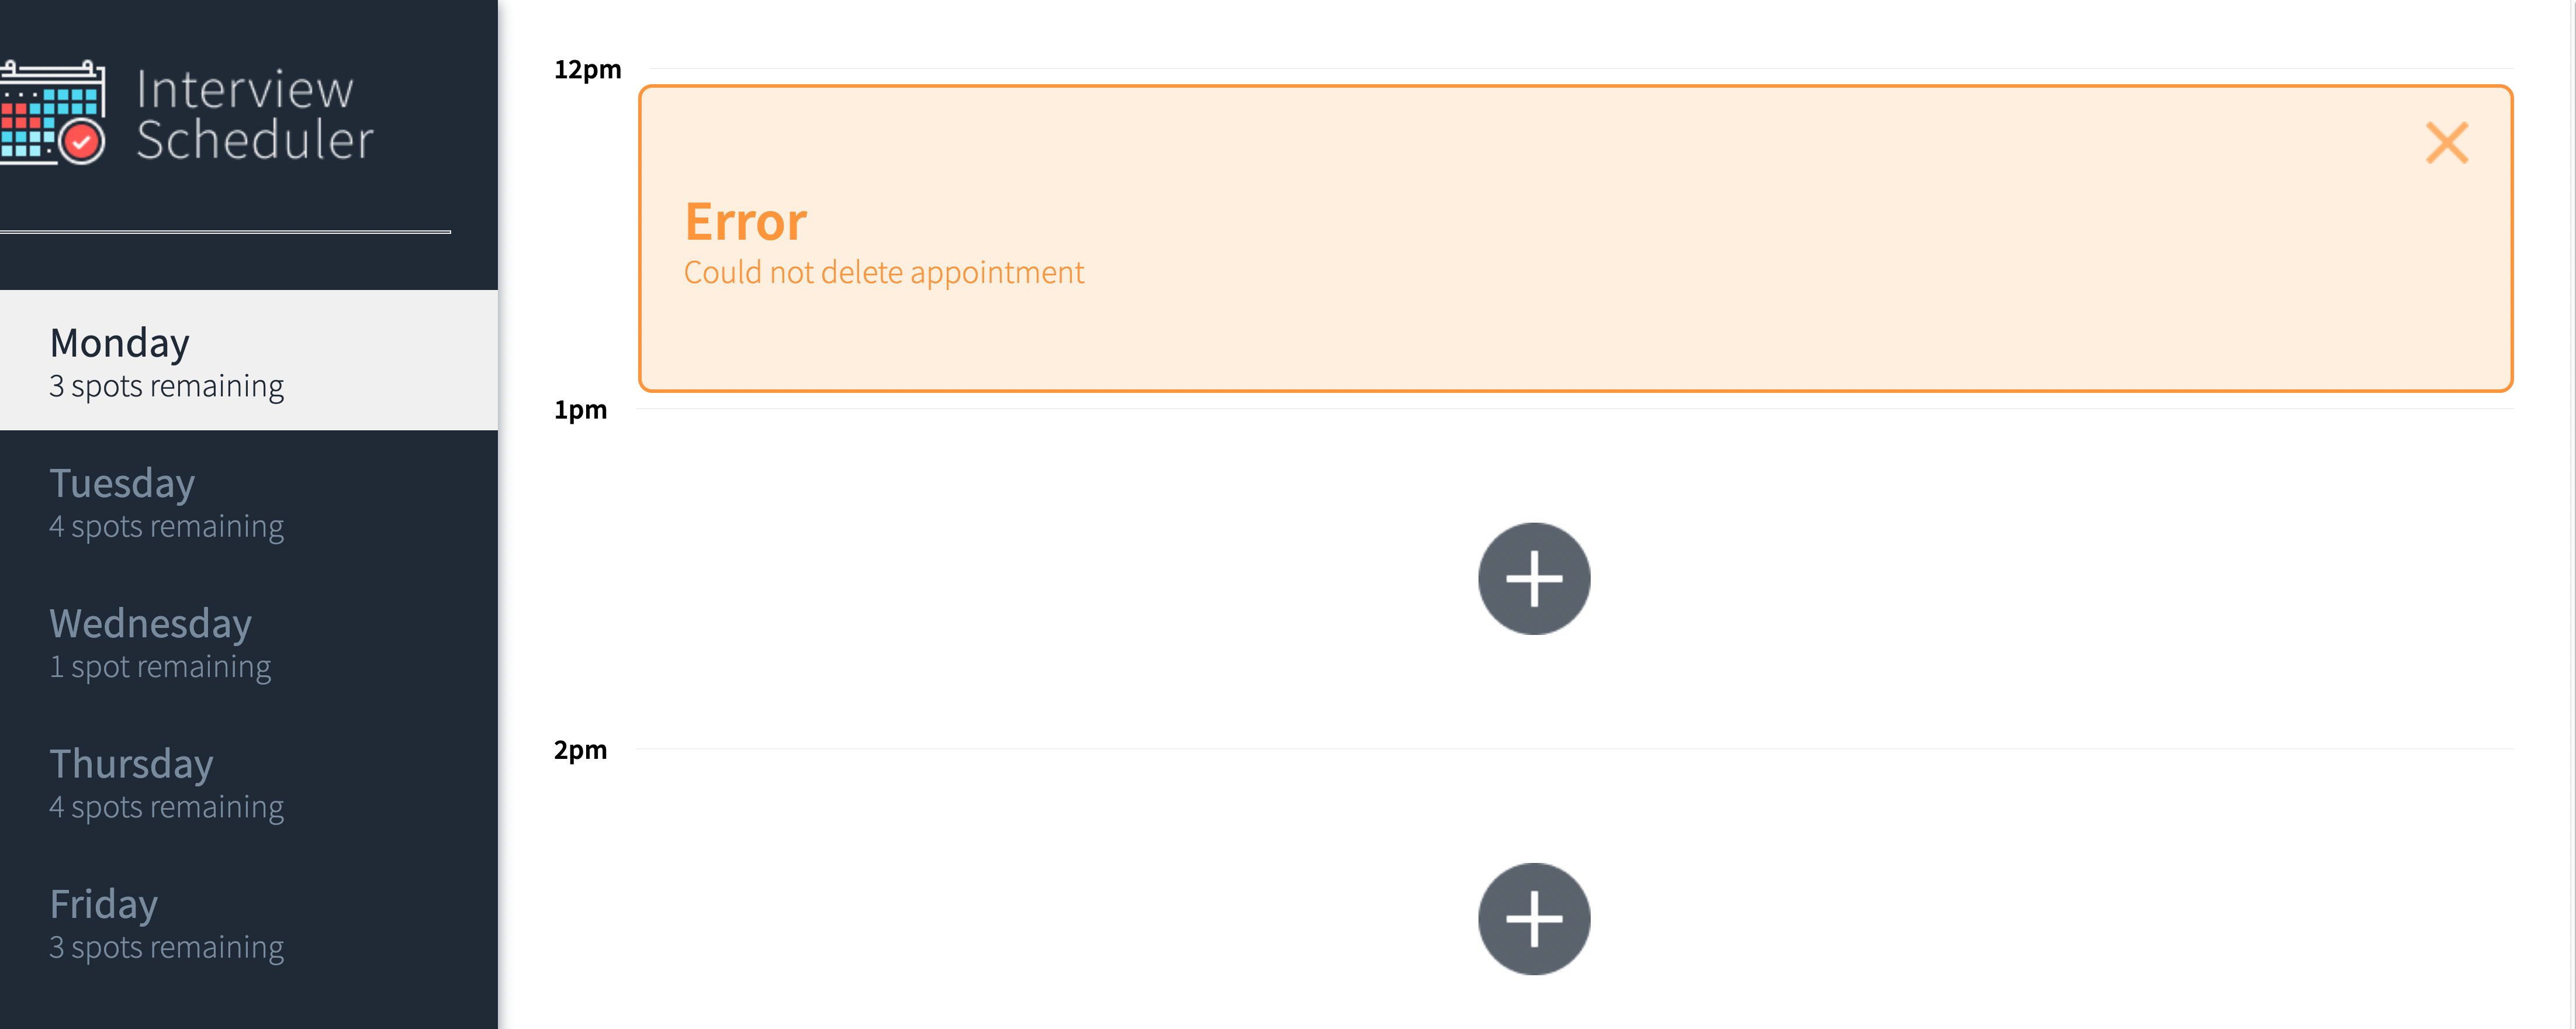 Interview
Scheduler
Monday
3 spots remaining
Tuesday
4 spots remaining
Wednesday
1 spot remaining
Thursday
4 spots remaining
Friday
3 spots remaining
12pm
Error
Could not delete appointment
1pm
2pm